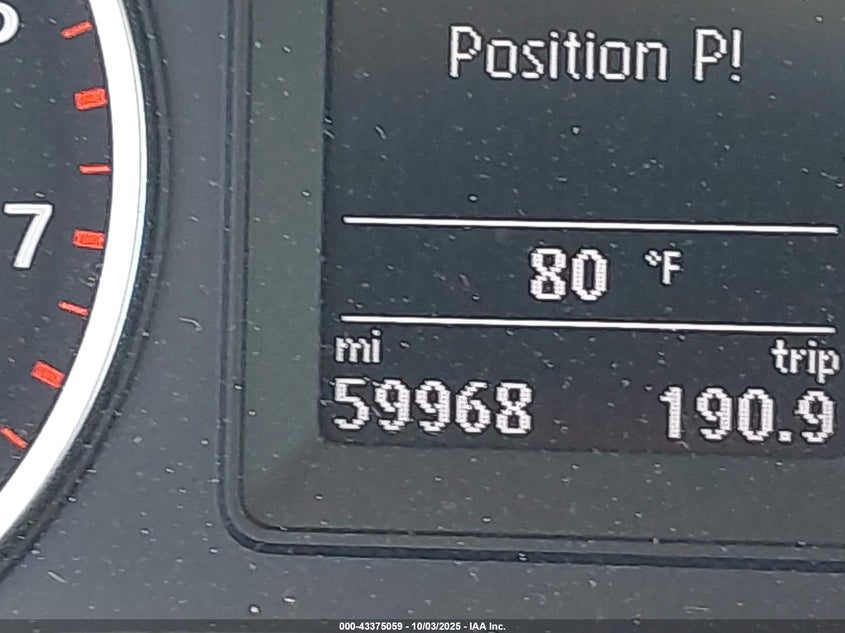 Position P!
7
80 °F
mi trip
59968 190.9
000-43375059 - 10/03/2025 - IAA Inc.